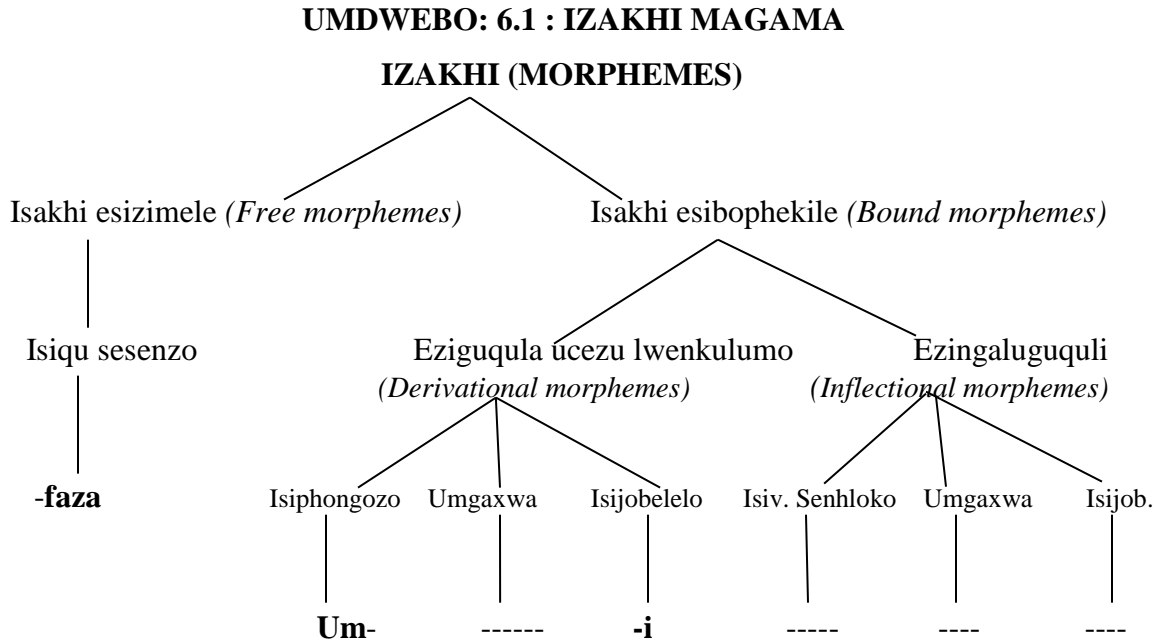 UMDWEBO: 6.1 : IZAKHI MAGAMA
IZAKHI (MORPHEMES)
Isakhi esizimele (Free morphemes) Isakhi esibophekile (Bound morphemes)
Isiqu sesenzo Eziguqula ucezu lwenkulumo Ezingaluguquli
(Derivational morphemes) (Inflectional morphemes)
-faza Isiphongozo Umgaxwa Isijobelelo Isiv. Senhloko Umgaxwa Isijob.
Um- ------ -i ----- ---- ----